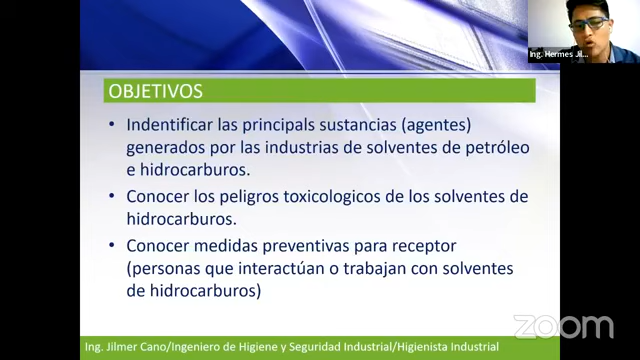 Ing. Hermes Jil...
OBJETIVOS
• Indentificar las principals sustancias (agentes)
generados por las industrias de solventes de petróleo
e hidrocarburos.
• Conocer los peligros toxicologicos de los solventes de
hidrocarburos.
• Conocer medidas preventivas para receptor
(personas que interactúan o trabajan con solventes
de hidrocarburos)
zoom
Ing. Jilmer Cano/Ingeniero de Higiene y Seguridad Industrial/Higienista Industrial